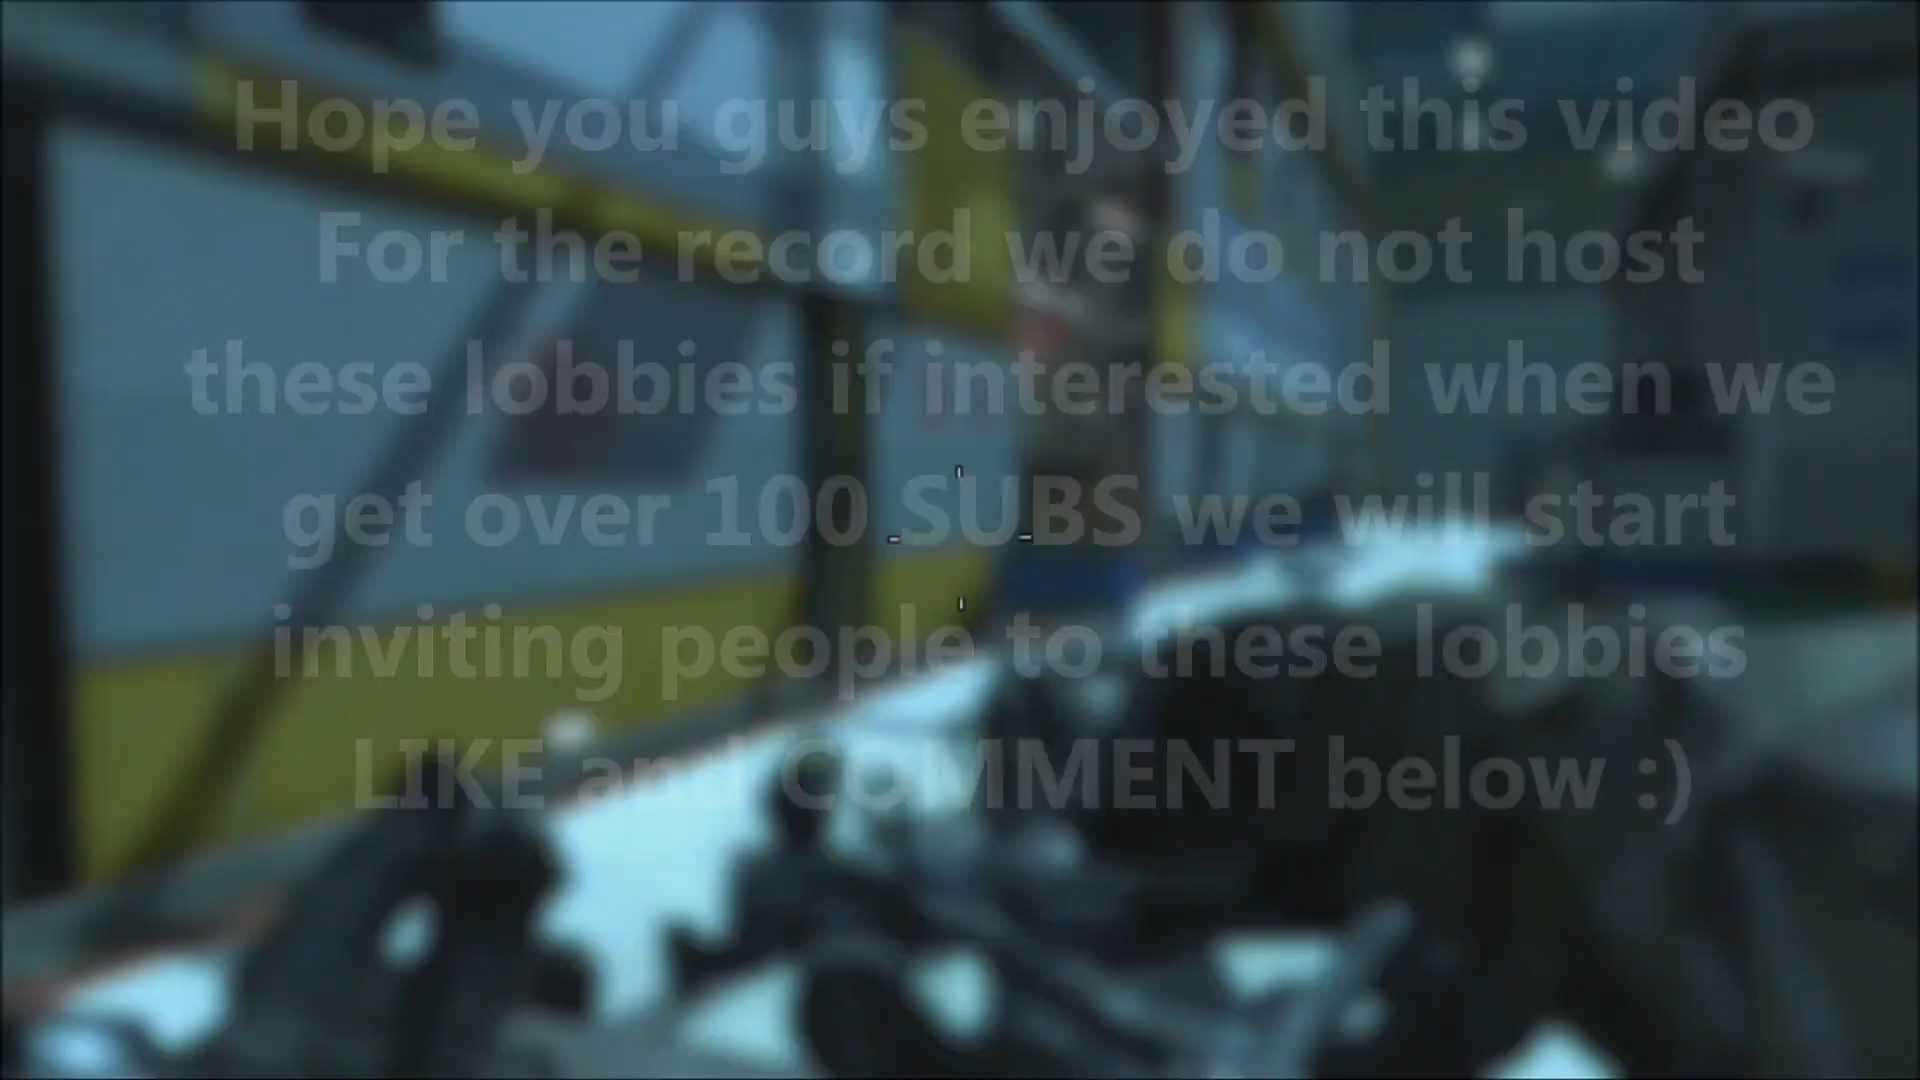 Hope you guys enjoyed this video
For the record we do not host
these lobbies if interested when we
get over 100 SUBS we will start
inviting people to these lobbies
LIKE and COMMENT below :)